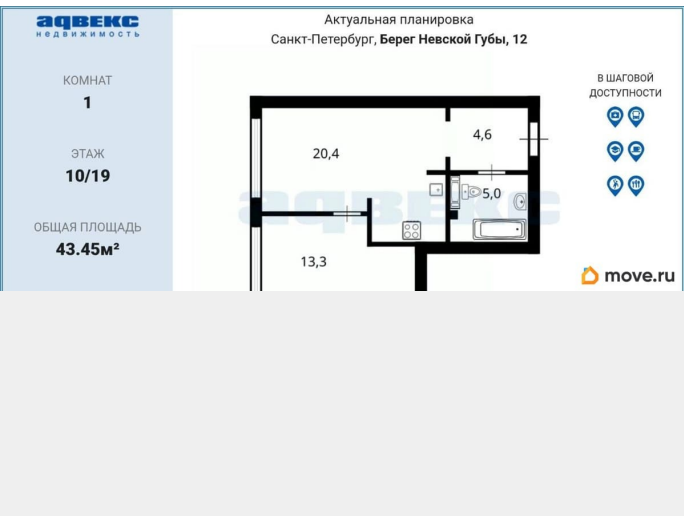 адвекс
НЕДВИЖИМОСТЬ
КОМНАТ
1
ЭТАЖ
10/19
ОБЩАЯ ПЛОЩАДЬ
43.45м²
Актуальная планировка
Санкт-Петербург, Берег Невской Губы, 12
20,4
4,6
5,0
13,3
адвекс
В ШАГОВОЙ
ДОСТУПНОСТИ
move.ru